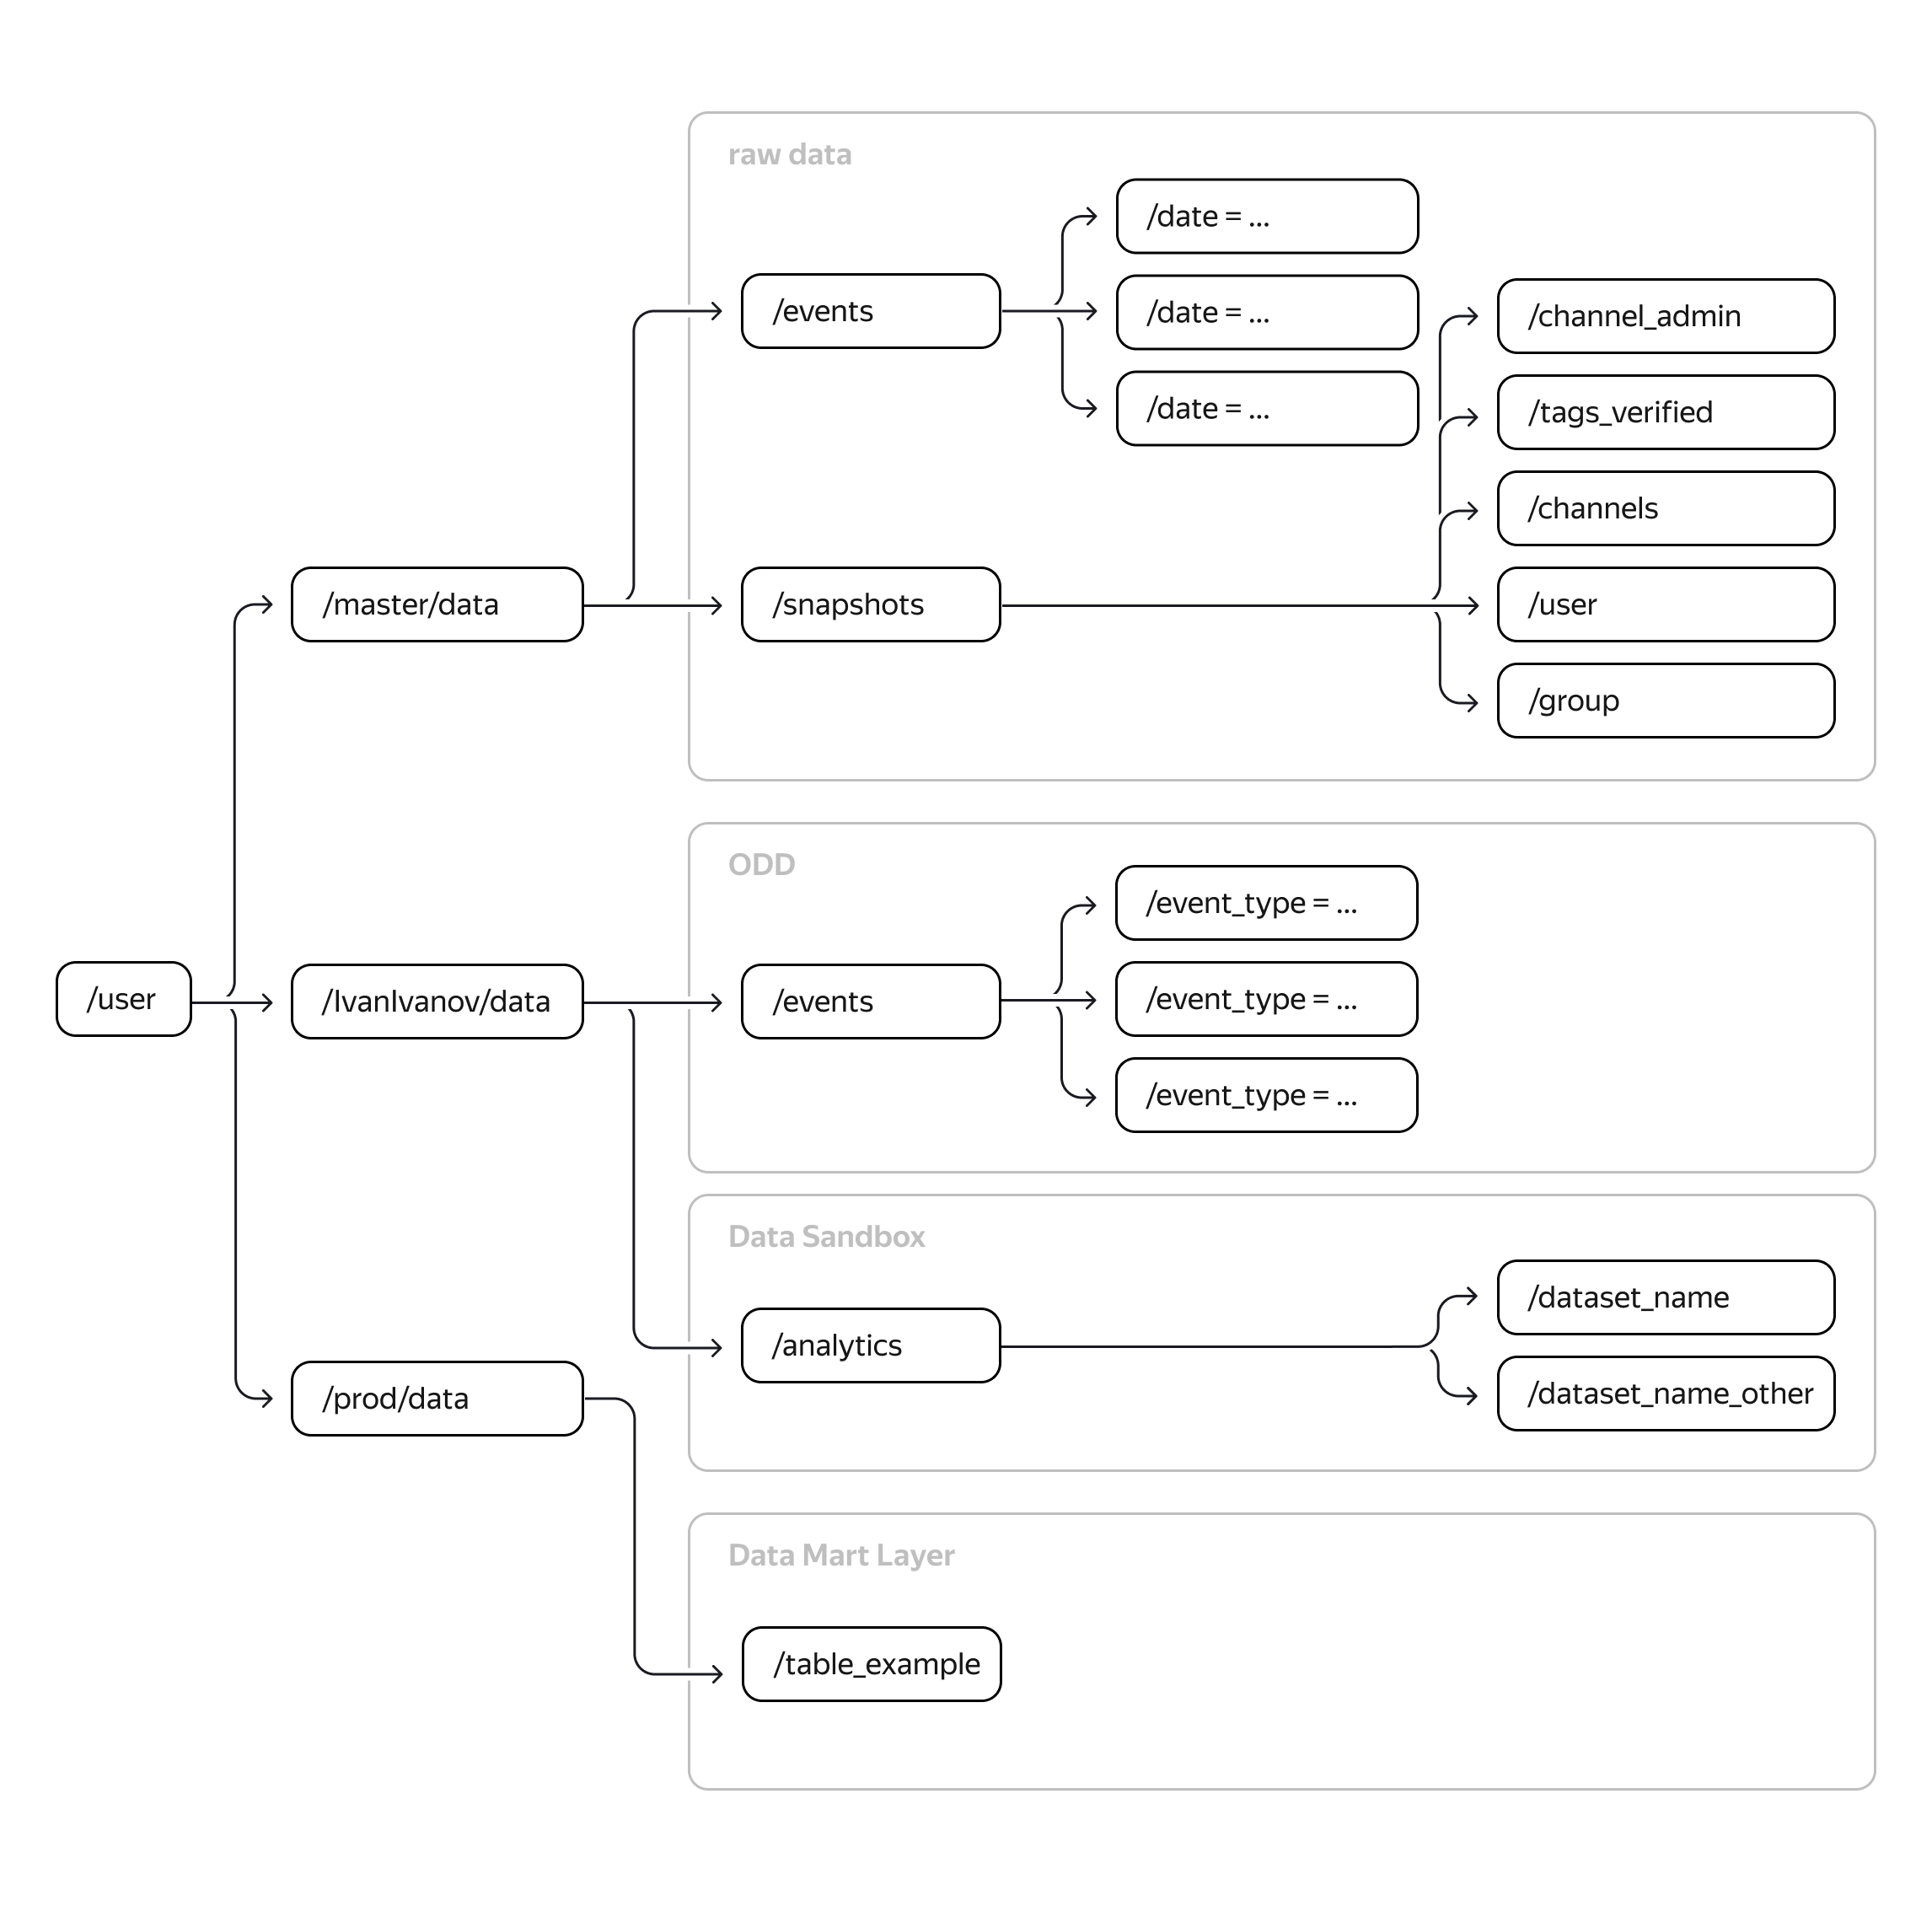 raw data
/date = ...
/events
/date = ...
/channel_admin
/date = ...
/tags_verified
/channels
/master/data
/snapshots
/user
/group
ODD
/event_type = ...
/user
/IvanIvanov/data
/events
/event_type = ...
/event_type = ...
Data Sandbox
/dataset_name
/analytics
/prod/data
/dataset_name_other
Data Mart Layer
/table_example